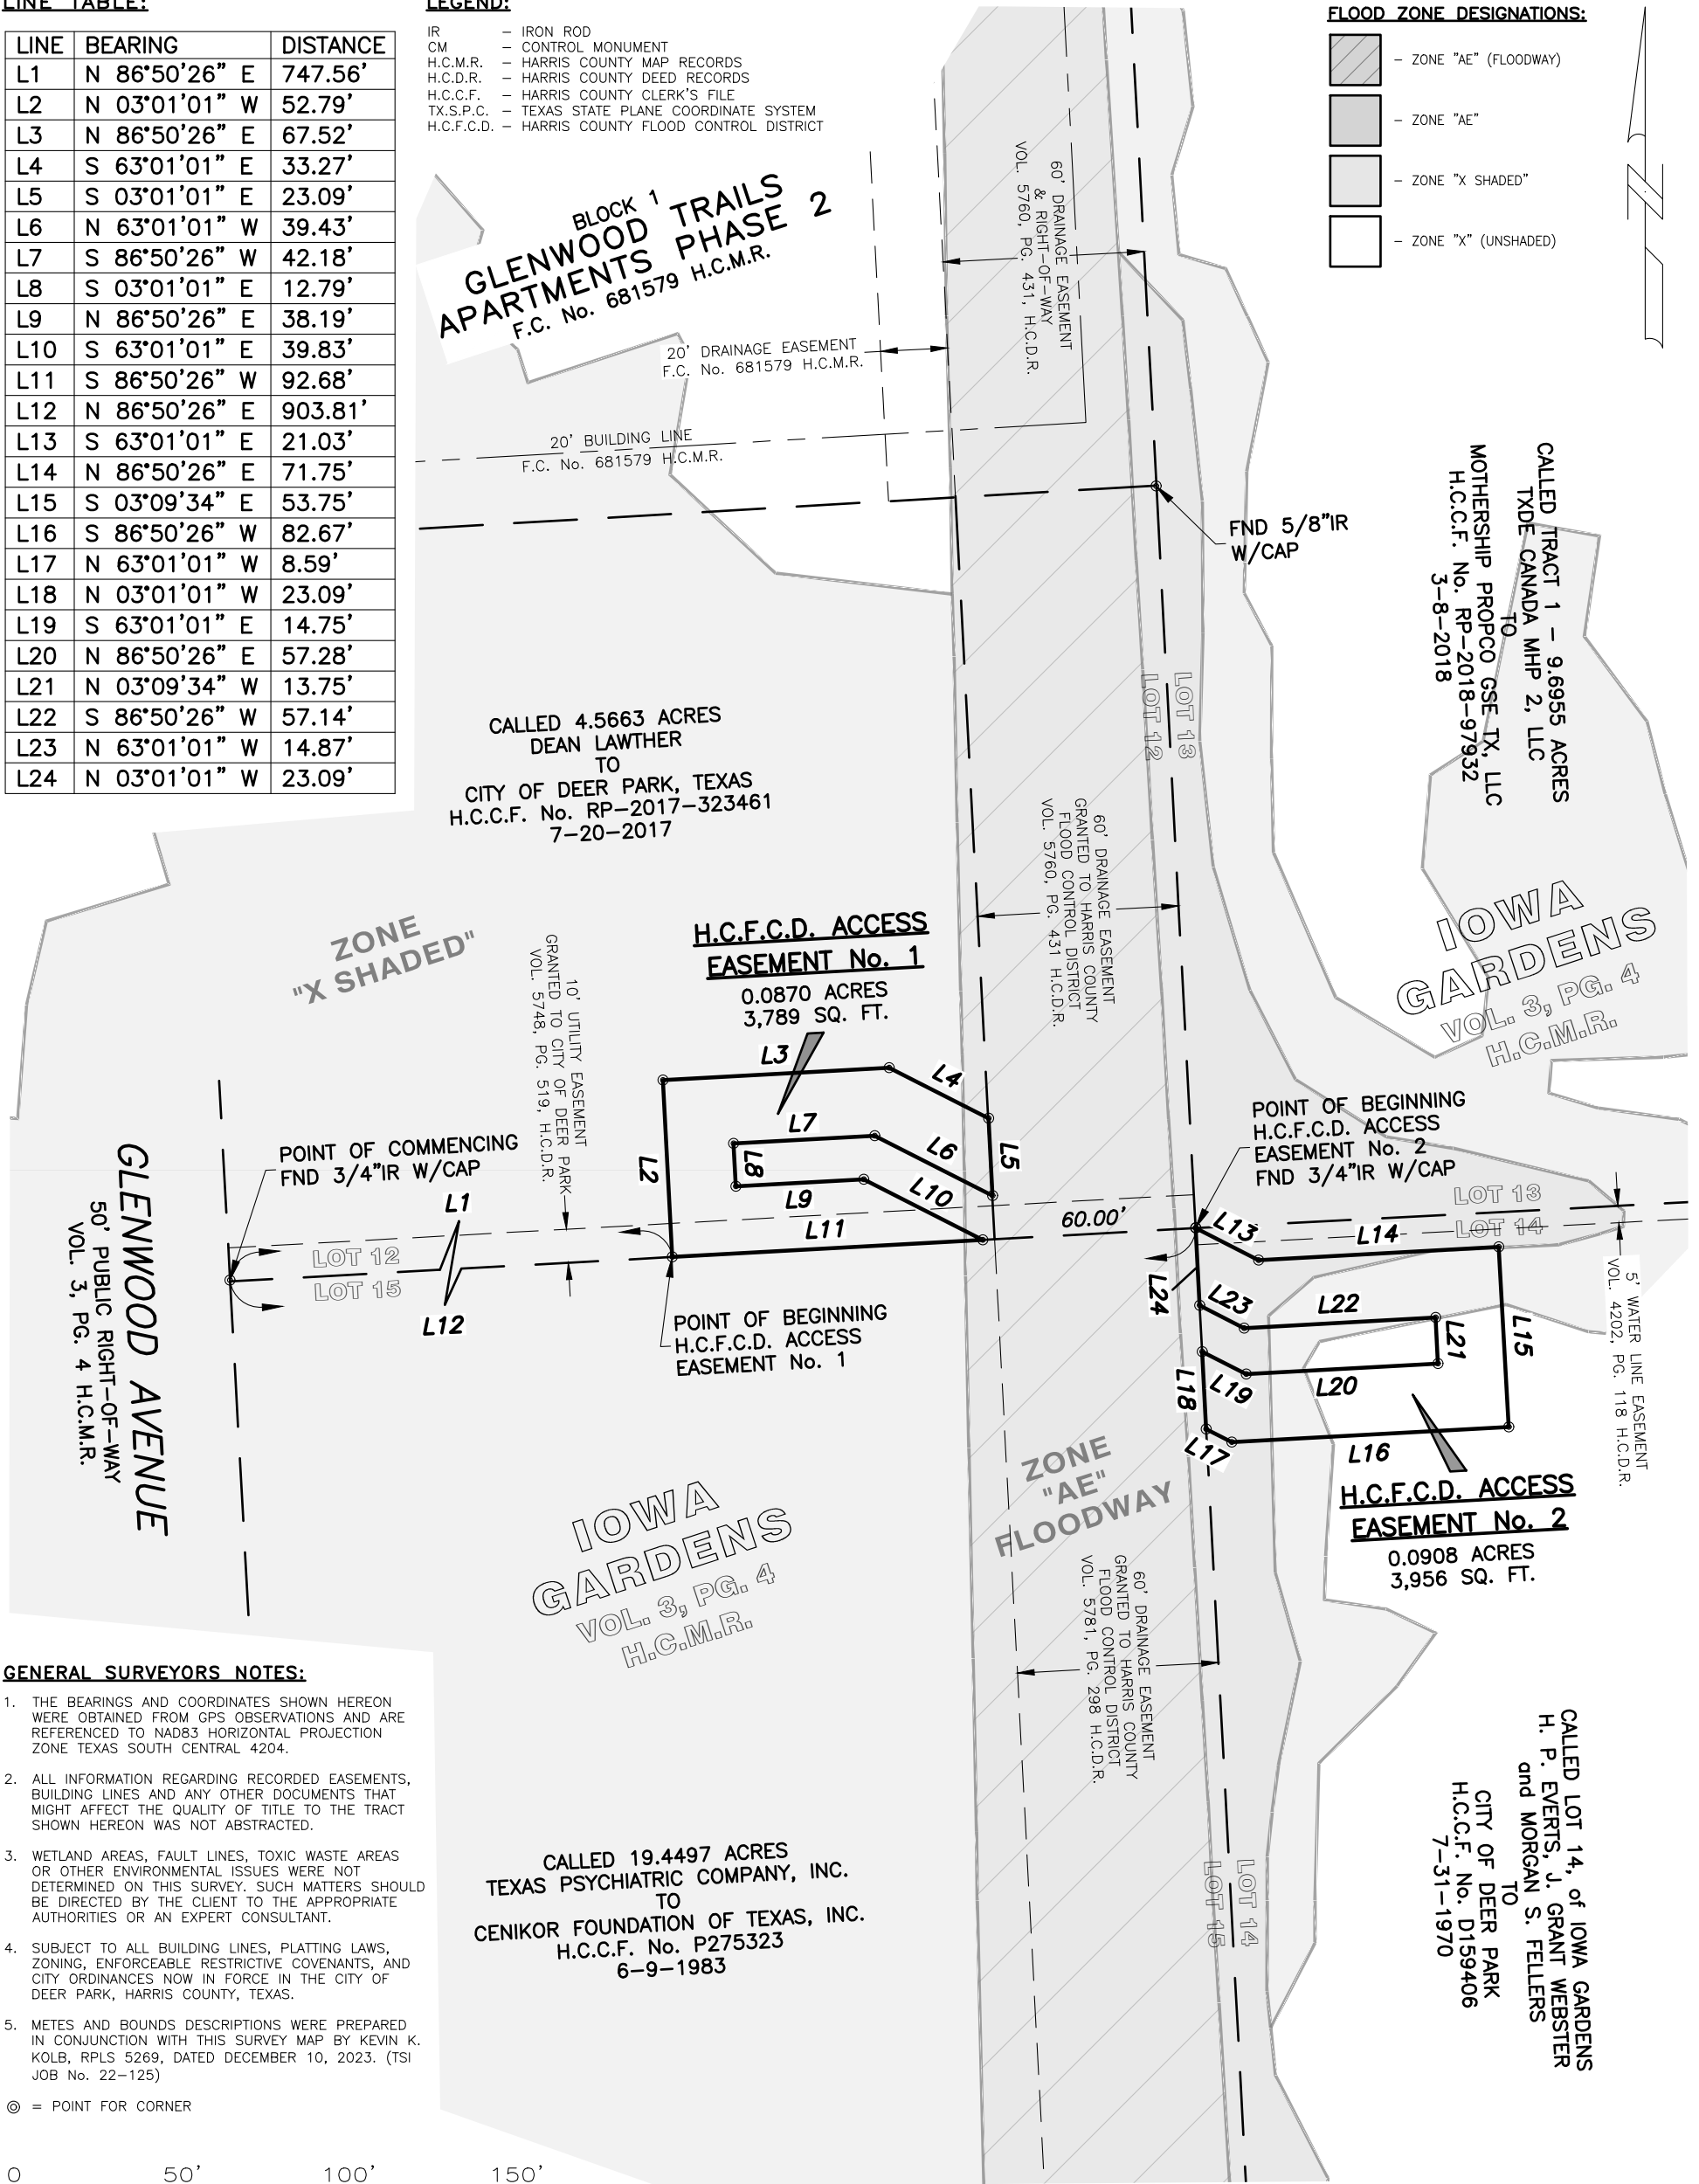 LINE TABLE:
LINE BEARING DISTANCE
L1 N 86°50'26" E 747.56'
L2 N 03°01'01" W 52.79'
L3 N 86°50'26" E 67.52'
L4 S 63°01'01" E 33.27'
L5 S 03°01'01" E 23.09'
L6 N 63°01'01" W 39.43'
L7 S 86°50'26" W 42.18'
L8 S 03°01'01" E 12.79'
L9 N 86°50'26" E 38.19'
L10 S 63°01'01" E 39.83'
L11 S 86°50'26" W 92.68'
L12 N 86°50'26" E 903.81'
L13 S 63°01'01" E 21.03'
L14 N 86°50'26" E 71.75'
L15 S 03°09'34" E 53.75'
L16 S 86°50'26" W 82.67'
L17 N 63°01'01" W 8.59'
L18 N 03°01'01" W 23.09'
L19 S 63°01'01" E 14.75'
L20 N 86°50'26" E 57.28'
L21 N 03°09'34" W 13.75'
L22 S 86°50'26" W 57.14'
L23 N 63°01'01" W 14.87'
L24 N 03°01'01" W 23.09'
LEGEND:
IR – IRON ROD
CM – CONTROL MONUMENT
H.C.M.R. – HARRIS COUNTY MAP RECORDS
H.C.D.R. – HARRIS COUNTY DEED RECORDS
H.C.C.F. – HARRIS COUNTY CLERK'S FILE
TX.S.P.C. – TEXAS STATE PLANE COORDINATE SYSTEM
H.C.F.C.D. – HARRIS COUNTY FLOOD CONTROL DISTRICT
FLOOD ZONE DESIGNATIONS:
– ZONE "AE" (FLOODWAY)
– ZONE "AE"
– ZONE "X SHADED"
– ZONE "X" (UNSHADED)
N
BLOCK 1
GLENWOOD TRAILS
APARTMENTS PHASE 2
F.C. No. 681579 H.C.M.R.
60' DRAINAGE EASEMENT
& RIGHT-OF-WAY
VOL. 5760, PG. 431, H.C.D.R.
20' DRAINAGE EASEMENT
F.C. No. 681579 H.C.M.R.
20' BUILDING LINE
F.C. No. 681579 H.C.M.R.
FND 5/8"IR
W/CAP
CALLED TRACT 1 – 9.6955 ACRES
TXDE CANADA MHP 2, LLC
TO
MOTHERSHIP PROPCO GSE TX, LLC
H.C.C.F. No. RP-2018-97932
3-8-2018
LOT 13
LOT 12
CALLED 4.5663 ACRES
DEAN LAWTHER
TO
CITY OF DEER PARK, TEXAS
H.C.C.F. No. RP-2017-323461
7-20-2017
60' DRAINAGE EASEMENT
GRANTED TO HARRIS COUNTY
FLOOD CONTROL DISTRICT
VOL. 5760, PG. 431 H.C.D.R.
IOWA
GARDENS
VOL. 3, PG. 4
H.C.M.R.
ZONE
"X SHADED"
H.C.F.C.D. ACCESS
EASEMENT No. 1
0.0870 ACRES
3,789 SQ. FT.
10' UTILITY EASEMENT
GRANTED TO CITY OF DEER PARK
VOL. 5748, PG. 519, H.C.D.R.
L3
L4
L7
L6
L5
L2
L8
L9
L10
L11
60.00'
POINT OF COMMENCING
FND 3/4"IR W/CAP
L1
LOT 12
LOT 15
L12
GLENWOOD AVENUE
50' PUBLIC RIGHT-OF-WAY
VOL. 3, PG. 4 H.C.M.R.
POINT OF BEGINNING
H.C.F.C.D. ACCESS
EASEMENT No. 1
POINT OF BEGINNING
H.C.F.C.D. ACCESS
EASEMENT No. 2
FND 3/4"IR W/CAP
LOT 13
LOT 14
L13
L14
L24
L23
L22
L21
L15
L18
L19
L20
L17
L16
5' WATER LINE EASEMENT
VOL. 4202, PG. 118 H.C.D.R.
H.C.F.C.D. ACCESS
EASEMENT No. 2
0.0908 ACRES
3,956 SQ. FT.
ZONE
"AE"
FLOODWAY
IOWA
GARDENS
VOL. 3, PG. 4
H.C.M.R.
60' DRAINAGE EASEMENT
GRANTED TO HARRIS COUNTY
FLOOD CONTROL DISTRICT
VOL. 5781, PG. 298 H.C.D.R.
CALLED 19.4497 ACRES
TEXAS PSYCHIATRIC COMPANY, INC.
TO
CENIKOR FOUNDATION OF TEXAS, INC.
H.C.C.F. No. P275323
6-9-1983
LOT 14
LOT 15
CALLED LOT 14, of IOWA GARDENS
H. P. EVERTS, J. GRANT WEBSTER
and MORGAN S. FELLERS
TO
CITY OF DEER PARK
H.C.C.F. No. D159406
7-31-1970
GENERAL SURVEYORS NOTES:
1. THE BEARINGS AND COORDINATES SHOWN HEREON
WERE OBTAINED FROM GPS OBSERVATIONS AND ARE
REFERENCED TO NAD83 HORIZONTAL PROJECTION
ZONE TEXAS SOUTH CENTRAL 4204.
2. ALL INFORMATION REGARDING RECORDED EASEMENTS,
BUILDING LINES AND ANY OTHER DOCUMENTS THAT
MIGHT AFFECT THE QUALITY OF TITLE TO THE TRACT
SHOWN HEREON WAS NOT ABSTRACTED.
3. WETLAND AREAS, FAULT LINES, TOXIC WASTE AREAS
OR OTHER ENVIRONMENTAL ISSUES WERE NOT
DETERMINED ON THIS SURVEY. SUCH MATTERS SHOULD
BE DIRECTED BY THE CLIENT TO THE APPROPRIATE
AUTHORITIES OR AN EXPERT CONSULTANT.
4. SUBJECT TO ALL BUILDING LINES, PLATTING LAWS,
ZONING, ENFORCEABLE RESTRICTIVE COVENANTS, AND
CITY ORDINANCES NOW IN FORCE IN THE CITY OF
DEER PARK, HARRIS COUNTY, TEXAS.
5. METES AND BOUNDS DESCRIPTIONS WERE PREPARED
IN CONJUNCTION WITH THIS SURVEY MAP BY KEVIN K.
KOLB, RPLS 5269, DATED DECEMBER 10, 2023. (TSI
JOB No. 22-125)
= POINT FOR CORNER
0 50' 100' 150'